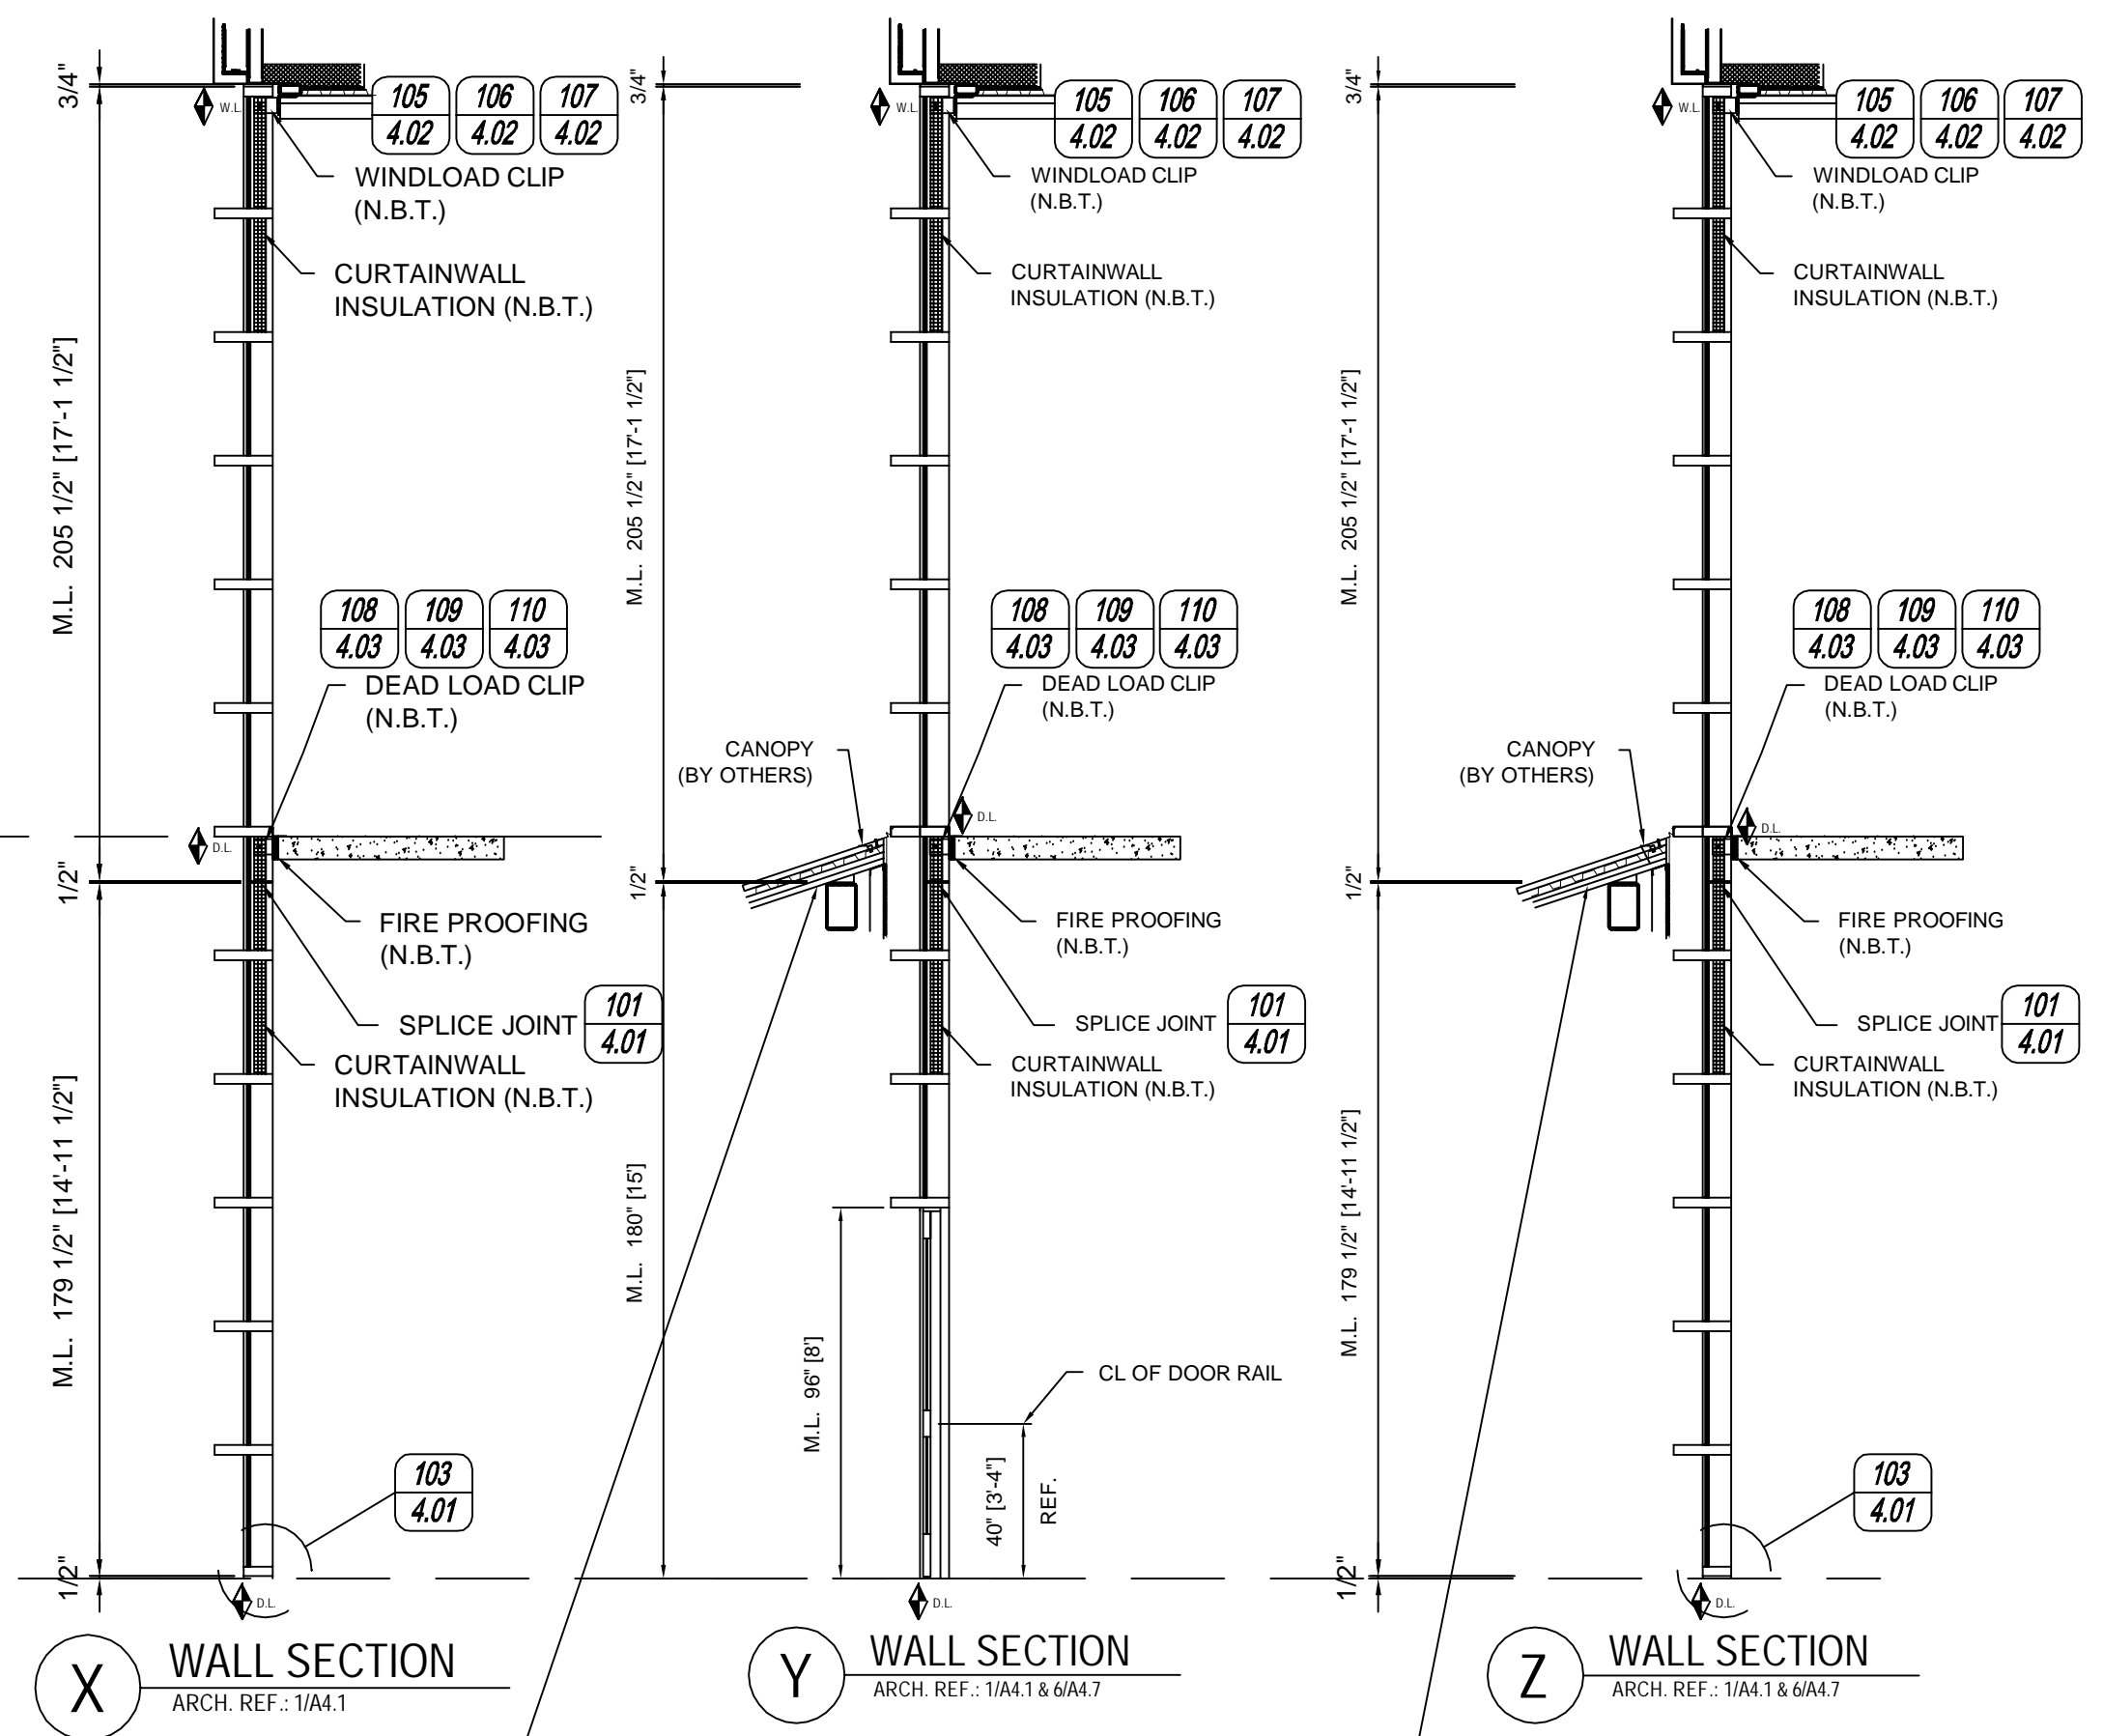 3/4"
W.L.
105 106 107
4.02 4.02 4.02
WINDLOAD CLIP
(N.B.T.)
CURTAINWALL
INSULATION (N.B.T.)
M.L. 205 1/2" [17'-1 1/2"]
108 109 110
4.03 4.03 4.03
DEAD LOAD CLIP
(N.B.T.)
D.L.
1/2"
FIRE PROOFING
(N.B.T.)
SPLICE JOINT
101
4.01
CURTAINWALL
INSULATION (N.B.T.)
M.L. 179 1/2" [14'-11 1/2"]
103
4.01
1/2"
D.L.
X
WALL SECTION
ARCH. REF.: 1/A4.1
3/4"
W.L.
105 106 107
4.02 4.02 4.02
WINDLOAD CLIP
(N.B.T.)
CURTAINWALL
INSULATION (N.B.T.)
M.L. 205 1/2" [17'-1 1/2"]
108 109 110
4.03 4.03 4.03
DEAD LOAD CLIP
(N.B.T.)
CANOPY
(BY OTHERS)
D.L.
1/2"
FIRE PROOFING
(N.B.T.)
SPLICE JOINT
101
4.01
CURTAINWALL
INSULATION (N.B.T.)
M.L. 180" [15']
M.L. 96" [8']
CL OF DOOR RAIL
40" [3'-4"]
REF.
D.L.
Y
WALL SECTION
ARCH. REF.: 1/A4.1 & 6/A4.7
3/4"
W.L.
105 106 107
4.02 4.02 4.02
WINDLOAD CLIP
(N.B.T.)
CURTAINWALL
INSULATION (N.B.T.)
M.L. 205 1/2" [17'-1 1/2"]
108 109 110
4.03 4.03 4.03
DEAD LOAD CLIP
(N.B.T.)
CANOPY
(BY OTHERS)
D.L.
1/2"
FIRE PROOFING
(N.B.T.)
SPLICE JOINT
101
4.01
CURTAINWALL
INSULATION (N.B.T.)
M.L. 179 1/2" [14'-11 1/2"]
103
4.01
1/2"
D.L.
Z
WALL SECTION
ARCH. REF.: 1/A4.1 & 6/A4.7